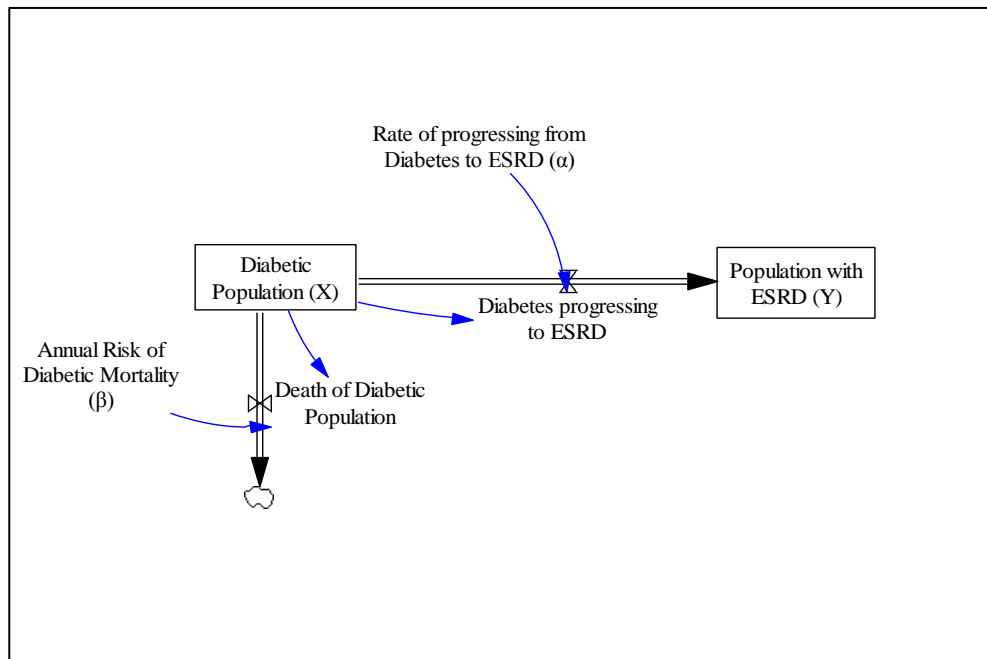 Rate of progressing from
Diabetes to ESRD (α)
Diabetic
Population (X)
Population with
ESRD (Y)
Diabetes progressing
to ESRD
Annual Risk of
Diabetic Mortality
(β)
Death of Diabetic
Population